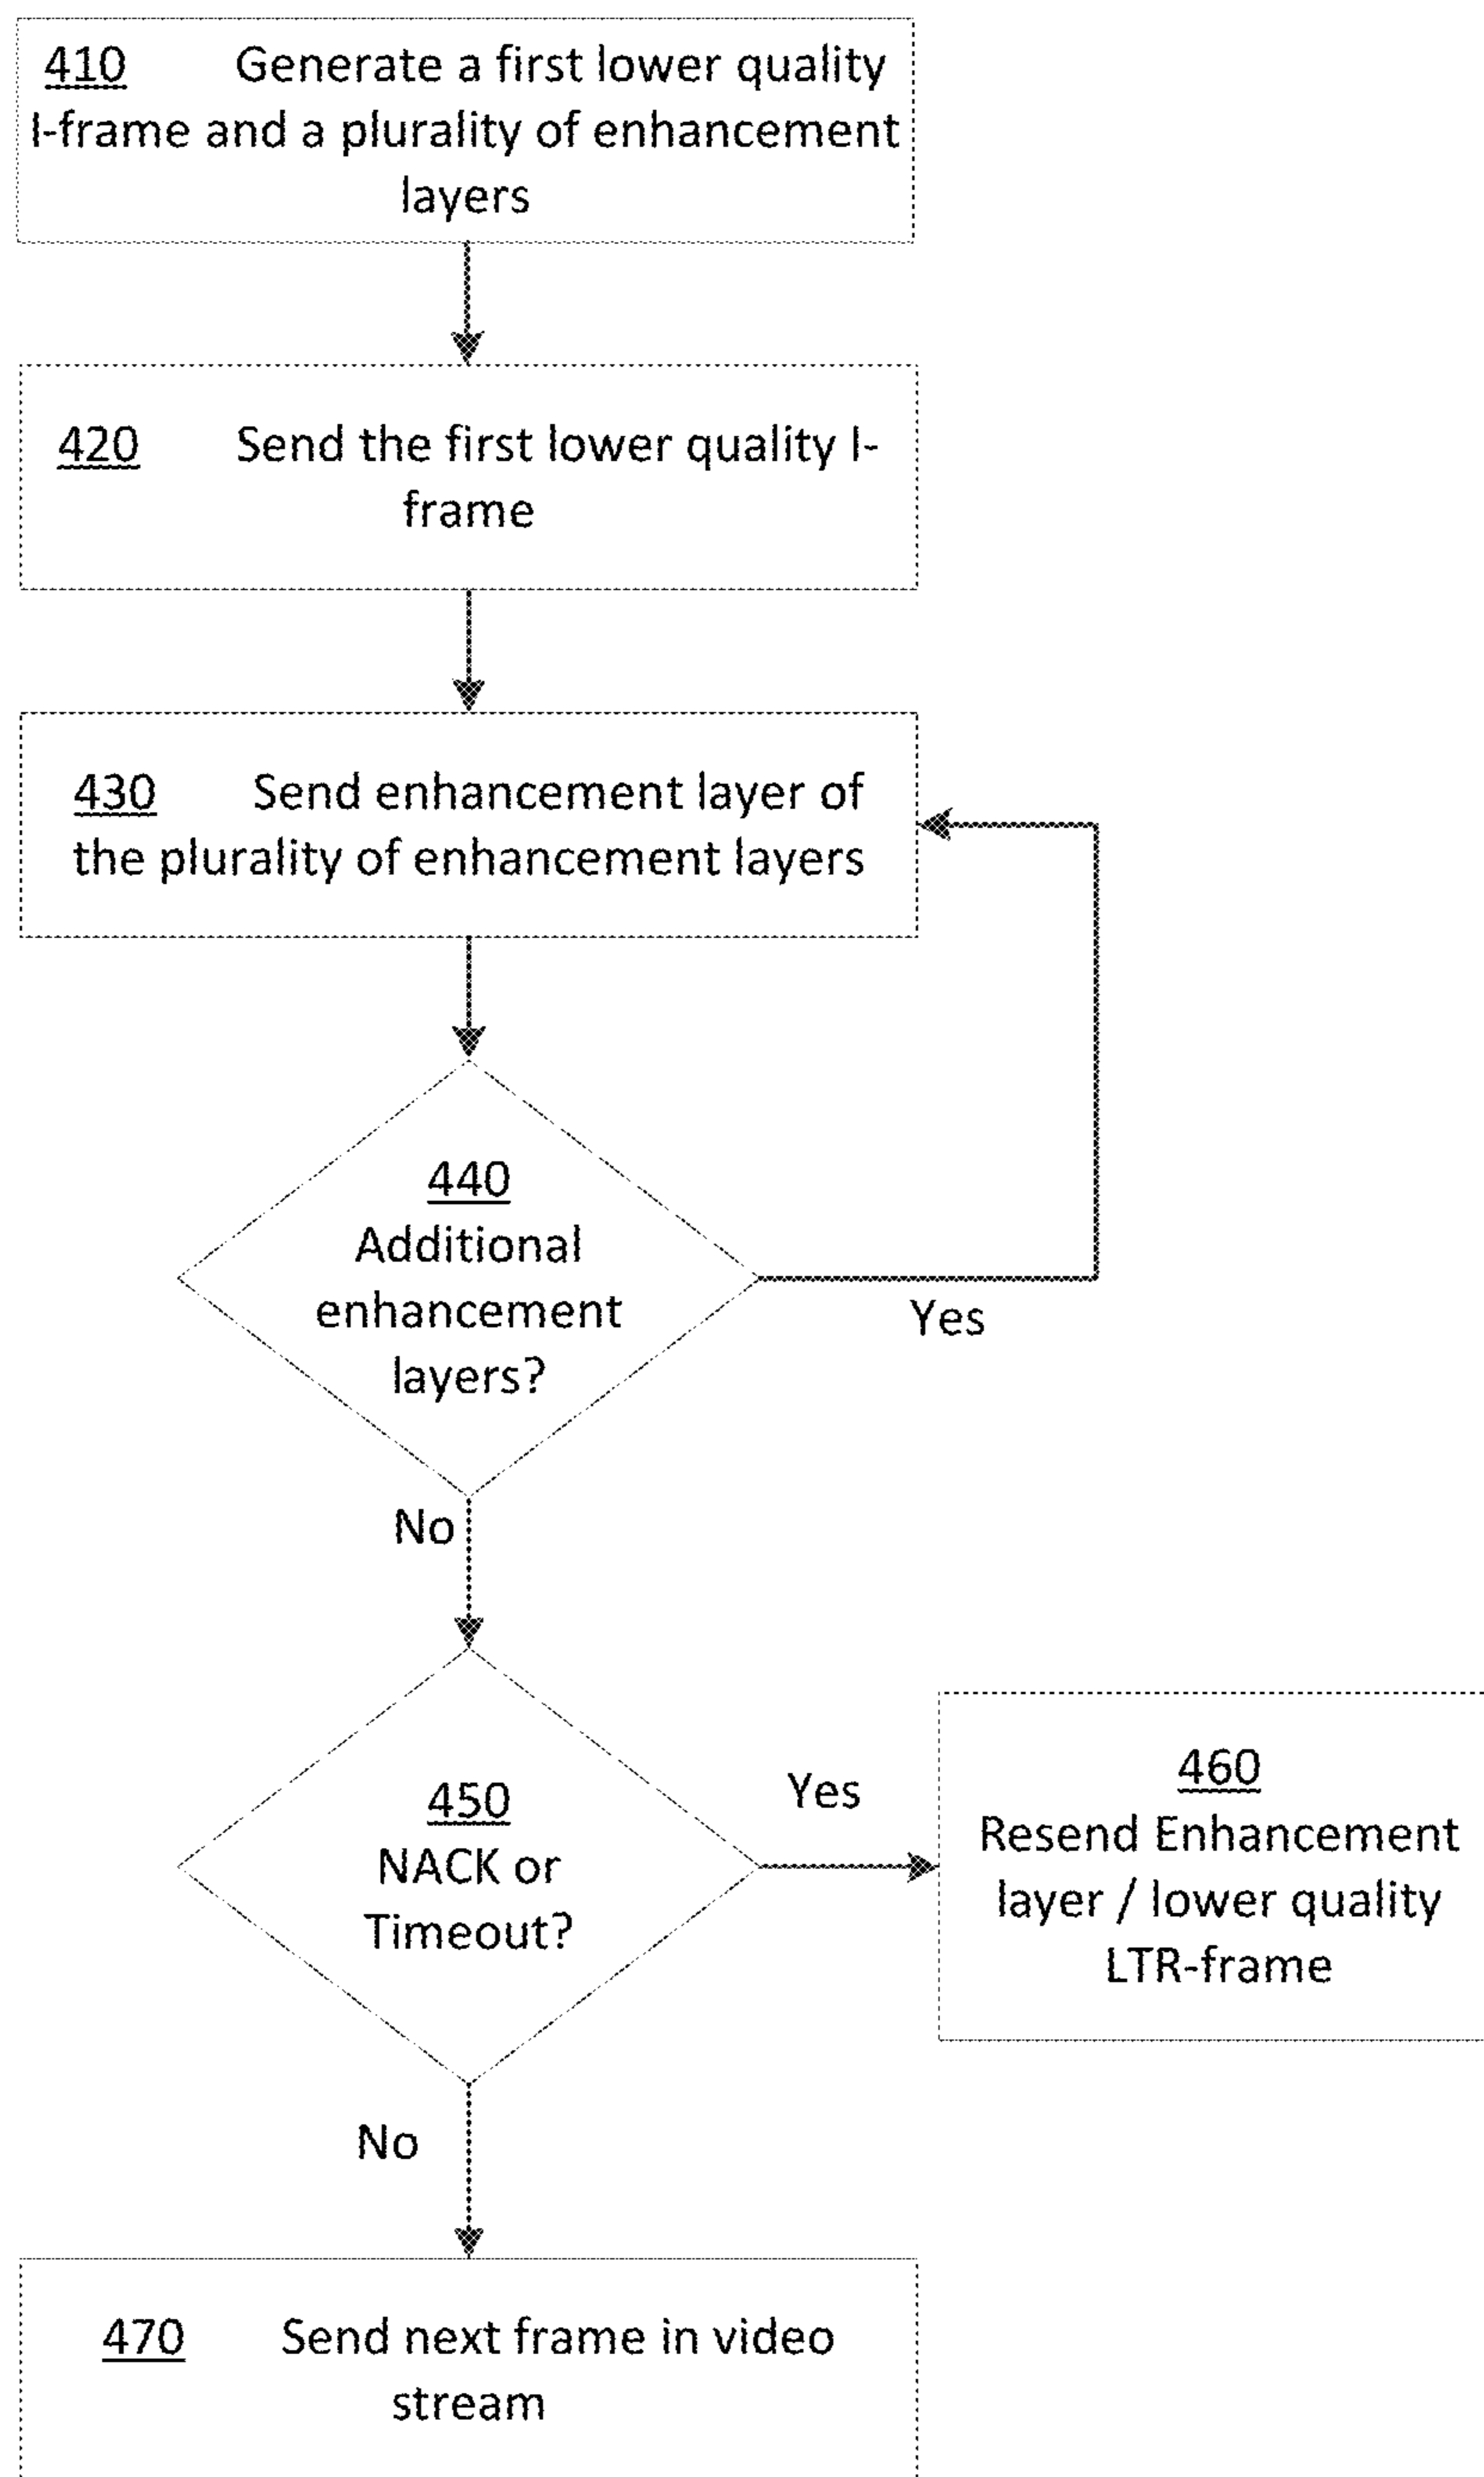 410 Generate a first lower quality
I-frame and a plurality of enhancement
layers
420 Send the first lower quality I-
frame
430 Send enhancement layer of
the plurality of enhancement layers
440
Additional
enhancement
layers?
Yes
No
450
NACK or
Timeout?
Yes
460
Resend Enhancement
layer / lower quality
LTR-frame
No
470 Send next frame in video
stream